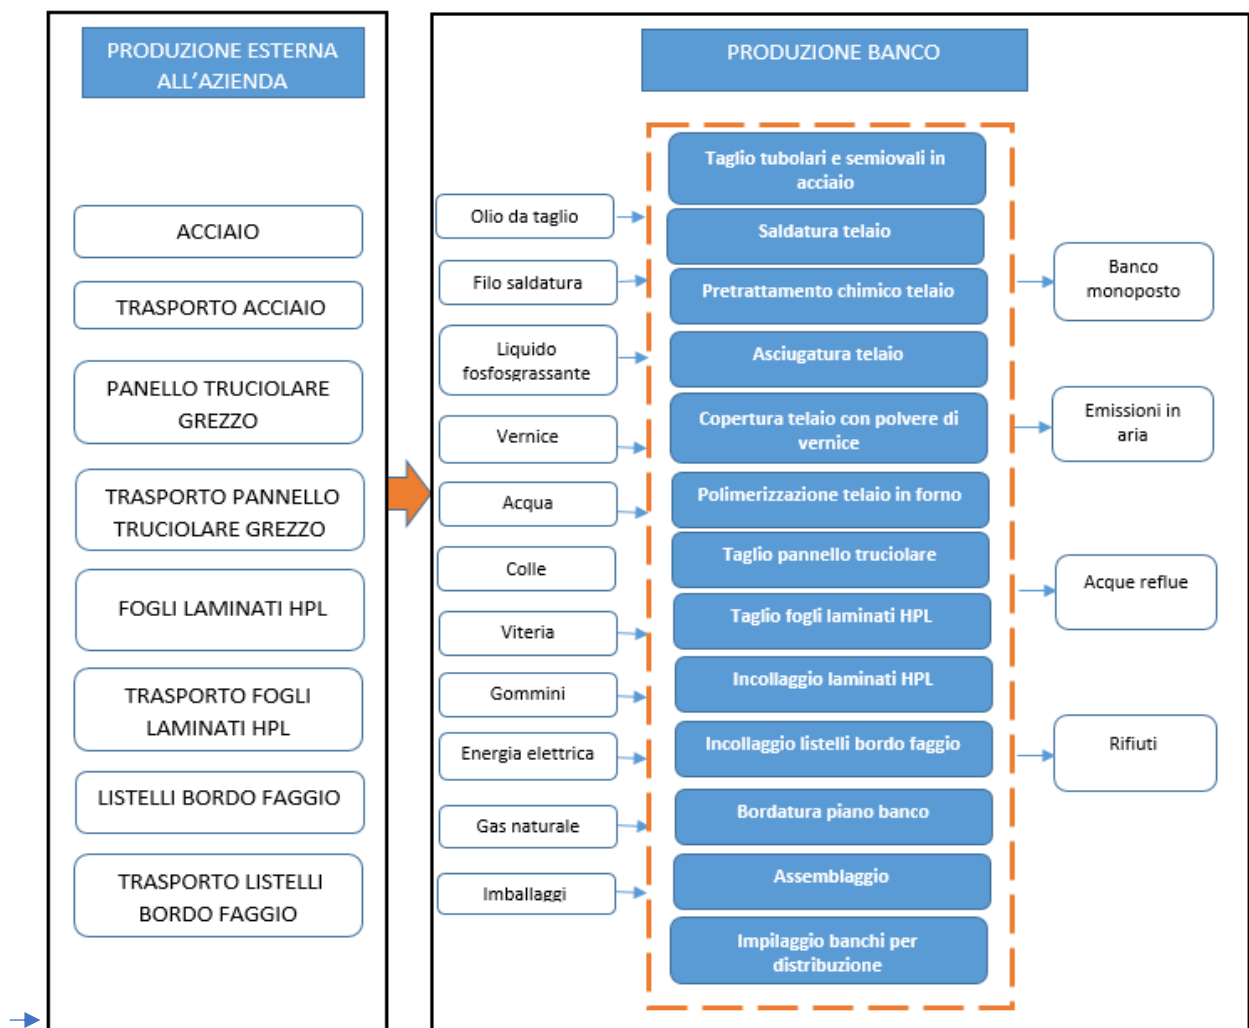 PRODUZIONE ESTERNA
ALL'AZIENDA
ACCIAIO
TRASPORTO ACCIAIO
PANELLO TRUCIOLARE
GREZZO
TRASPORTO PANNELLO
TRUCIOLARE GREZZO
FOGLI LAMINATI HPL
TRASPORTO FOGLI
LAMINATI HPL
LISTELLI BORDO FAGGIO
TRASPORTO LISTELLI
BORDO FAGGIO
PRODUZIONE BANCO
Olio da taglio
Filo saldatura
Liquido
fosfosgrassante
Vernice
Acqua
Colle
Viteria
Gommini
Energia elettrica
Gas naturale
Imballaggi
Taglio tubolari e semiovali in
acciaio
Saldatura telaio
Pretrattamento chimico telaio
Asciugatura telaio
Copertura telaio con polvere di
vernice
Polimerizzazione telaio in forno
Taglio pannello truciolare
Taglio fogli laminati HPL
Incollaggio laminati HPL
Incollaggio listelli bordo faggio
Bordatura piano banco
Assemblaggio
Impilaggio banchi per
distribuzione
Banco
monoposto
Emissioni in
aria
Acque reflue
Rifiuti